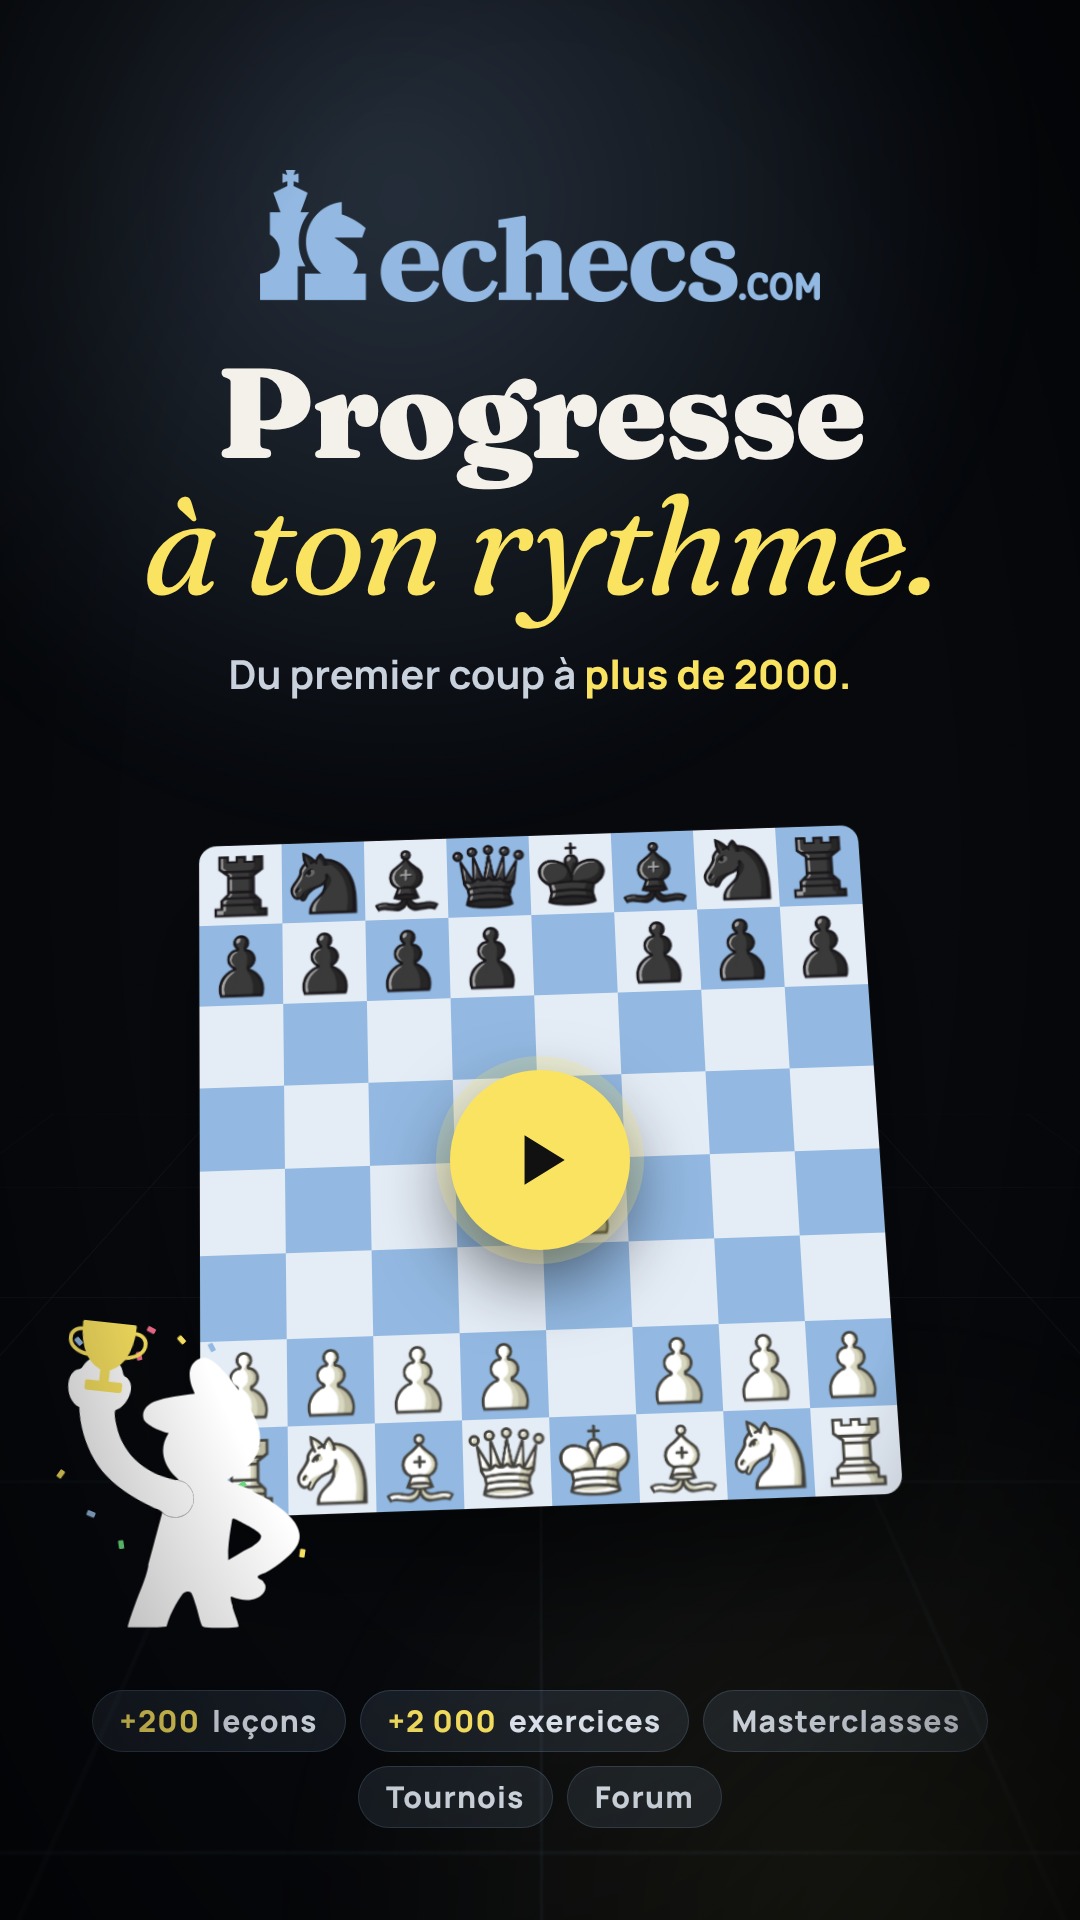 echecs.COM
Progresse
à ton rythme.
Du premier coup à plus de 2000.
+200 leçons
+2 000 exercices
Masterclasses
Tournois
Forum